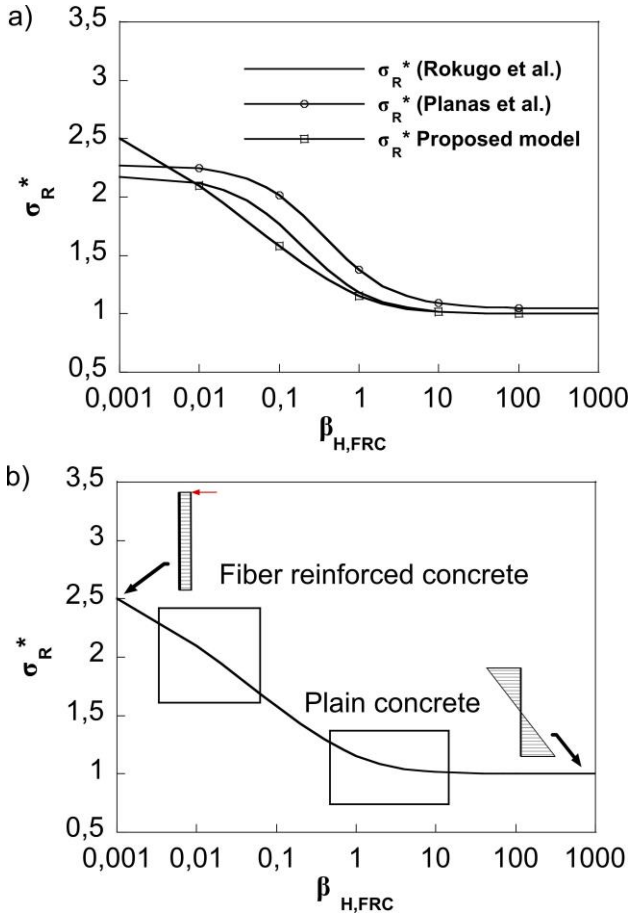 a)
3,5
3
2,5
2
1,5
1
0,5
σR*
σR* (Rokugo et al.)
σR* (Planas et al.)
σR* Proposed model
0,001 0,01 0,1 1 10 100 1000
βH,FRC
b)
3,5
3
2,5
2
1,5
1
0,5
σR*
Fiber reinforced concrete
Plain concrete
0,001 0,01 0,1 1 10 100 1000
βH,FRC